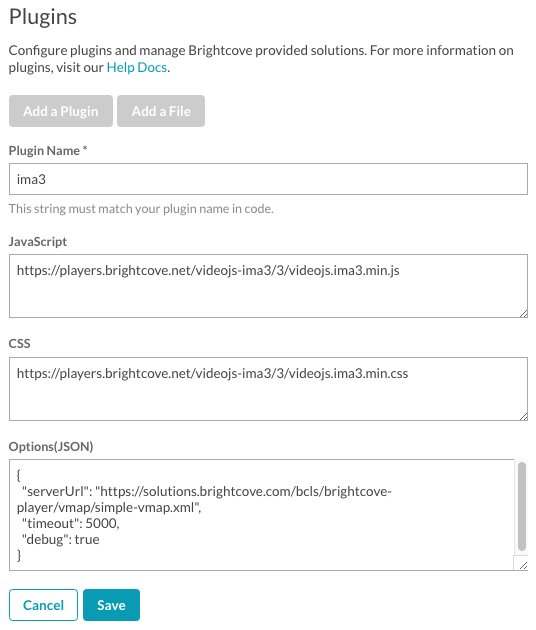 Plugins
Configure plugins and manage Brightcove provided solutions. For more information on
plugins, visit our Help Docs.
Add a Plugin Add a File
Plugin Name *
ima3
This string must match your plugin name in code.
JavaScript
https://players.brightcove.net/videojs-ima3/3/videojs.ima3.min.js
CSS
https://players.brightcove.net/videojs-ima3/3/videojs.ima3.min.css
Options(JSON)
{
"serverUrl": "https://solutions.brightcove.com/bcls/brightcove-
player/vmap/simple-vmap.xml",
"timeout": 5000,
"debug": true
}
Cancel Save